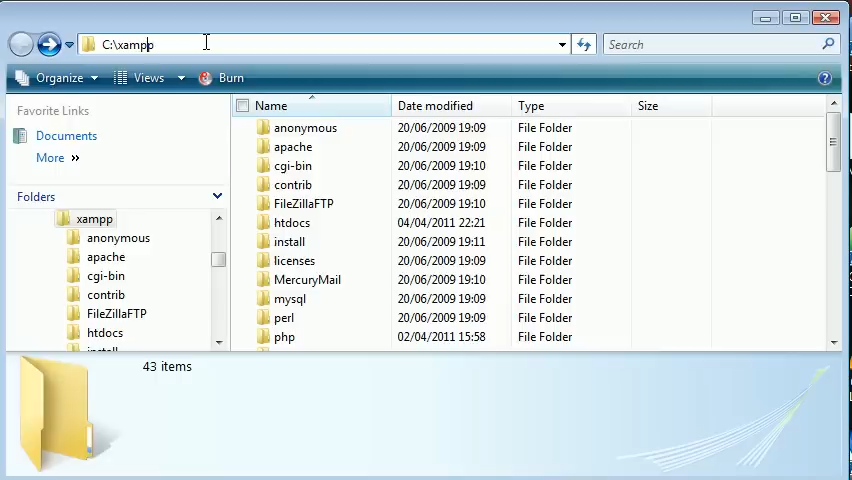 C:\xampp
Search
Organize Views Burn
Favorite Links
Documents
More »
Folders
xampp
anonymous
apache
cgi-bin
contrib
FileZillaFTP
htdocs
install
Name Date modified Type Size
anonymous 20/06/2009 19:09 File Folder
apache 20/06/2009 19:09 File Folder
cgi-bin 20/06/2009 19:10 File Folder
contrib 20/06/2009 19:09 File Folder
FileZillaFTP 20/06/2009 19:10 File Folder
htdocs 04/04/2011 22:21 File Folder
install 20/06/2009 19:11 File Folder
licenses 20/06/2009 19:09 File Folder
MercuryMail 20/06/2009 19:10 File Folder
mysql 20/06/2009 19:09 File Folder
perl 20/06/2009 19:09 File Folder
php 02/04/2011 15:58 File Folder
43 items